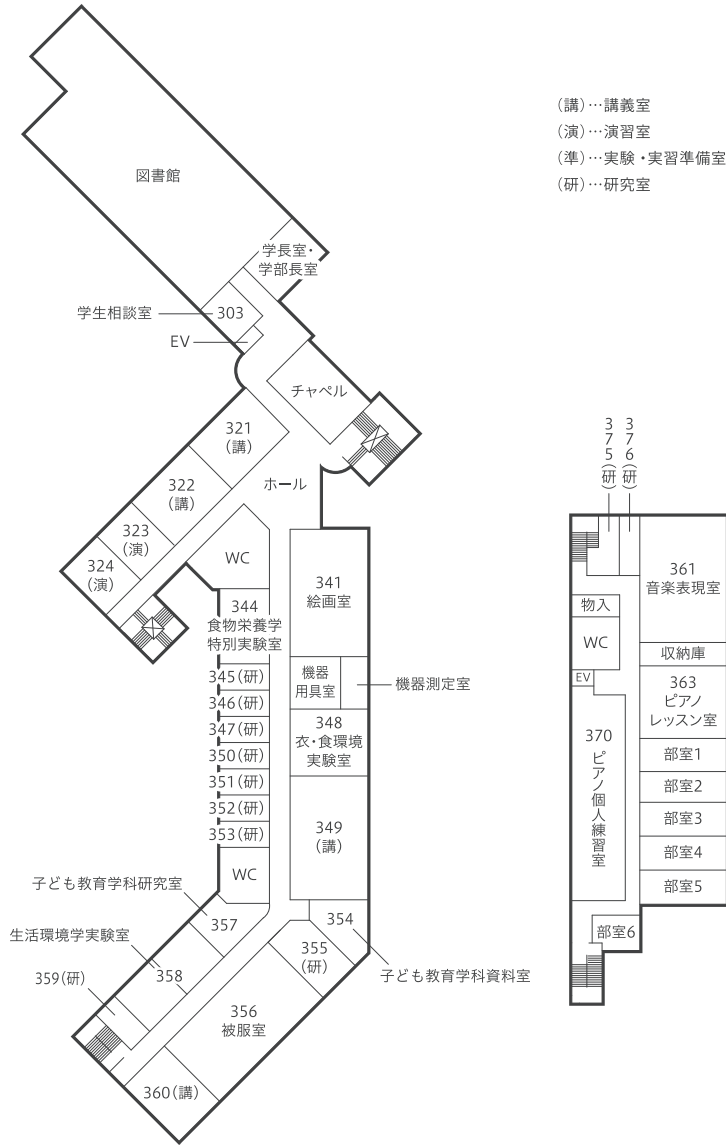 (講)…講義室
(演)…演習室
(準)…実験・実習準備室
(研)…研究室
図書館
学長室・
学部長室
学生相談室
303
EV
チャペル
321
(講)
322
(講)
323
(演)
324
(演)
ホール
WC
341
絵画室
344
食物栄養学
特別実験室
345(研)
346(研)
347(研)
350(研)
351(研)
352(研)
353(研)
機器
用具室
機器測定室
348
衣・食環境
実験室
349
(講)
WC
子ども教育学科研究室
357
生活環境学実験室
358
359(研)
354
子ども教育学科資料室
355
(研)
356
被服室
360(講)
375(研)
376(研)
361
音楽表現室
物入
WC
収納庫
EV
363
ピアノ
レッスン室
370
ピアノ個人練習室
部室1
部室2
部室3
部室4
部室5
部室6